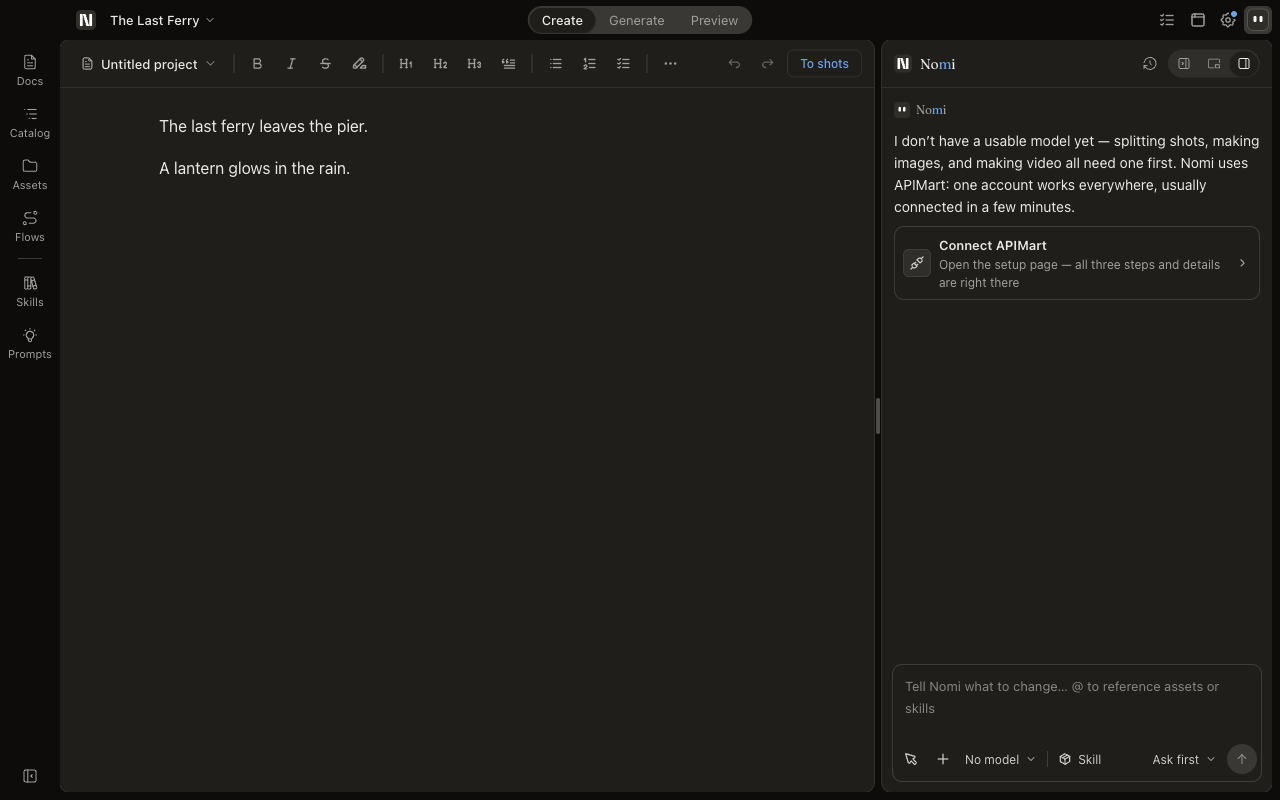 The Last Ferry
Create
Generate
Preview
Docs
Catalog
Assets
Flows
Skills
Prompts
Untitled project
B
I
S
H1
H2
H3
To shots
The last ferry leaves the pier.
A lantern glows in the rain.
Nomi
Nomi
I don’t have a usable model yet — splitting shots, making
images, and making video all need one first. Nomi uses
APIMart: one account works everywhere, usually
connected in a few minutes.
Connect APIMart
Open the setup page — all three steps and details
are right there
Tell Nomi what to change… @ to reference assets or
skills
No model
Skill
Ask first